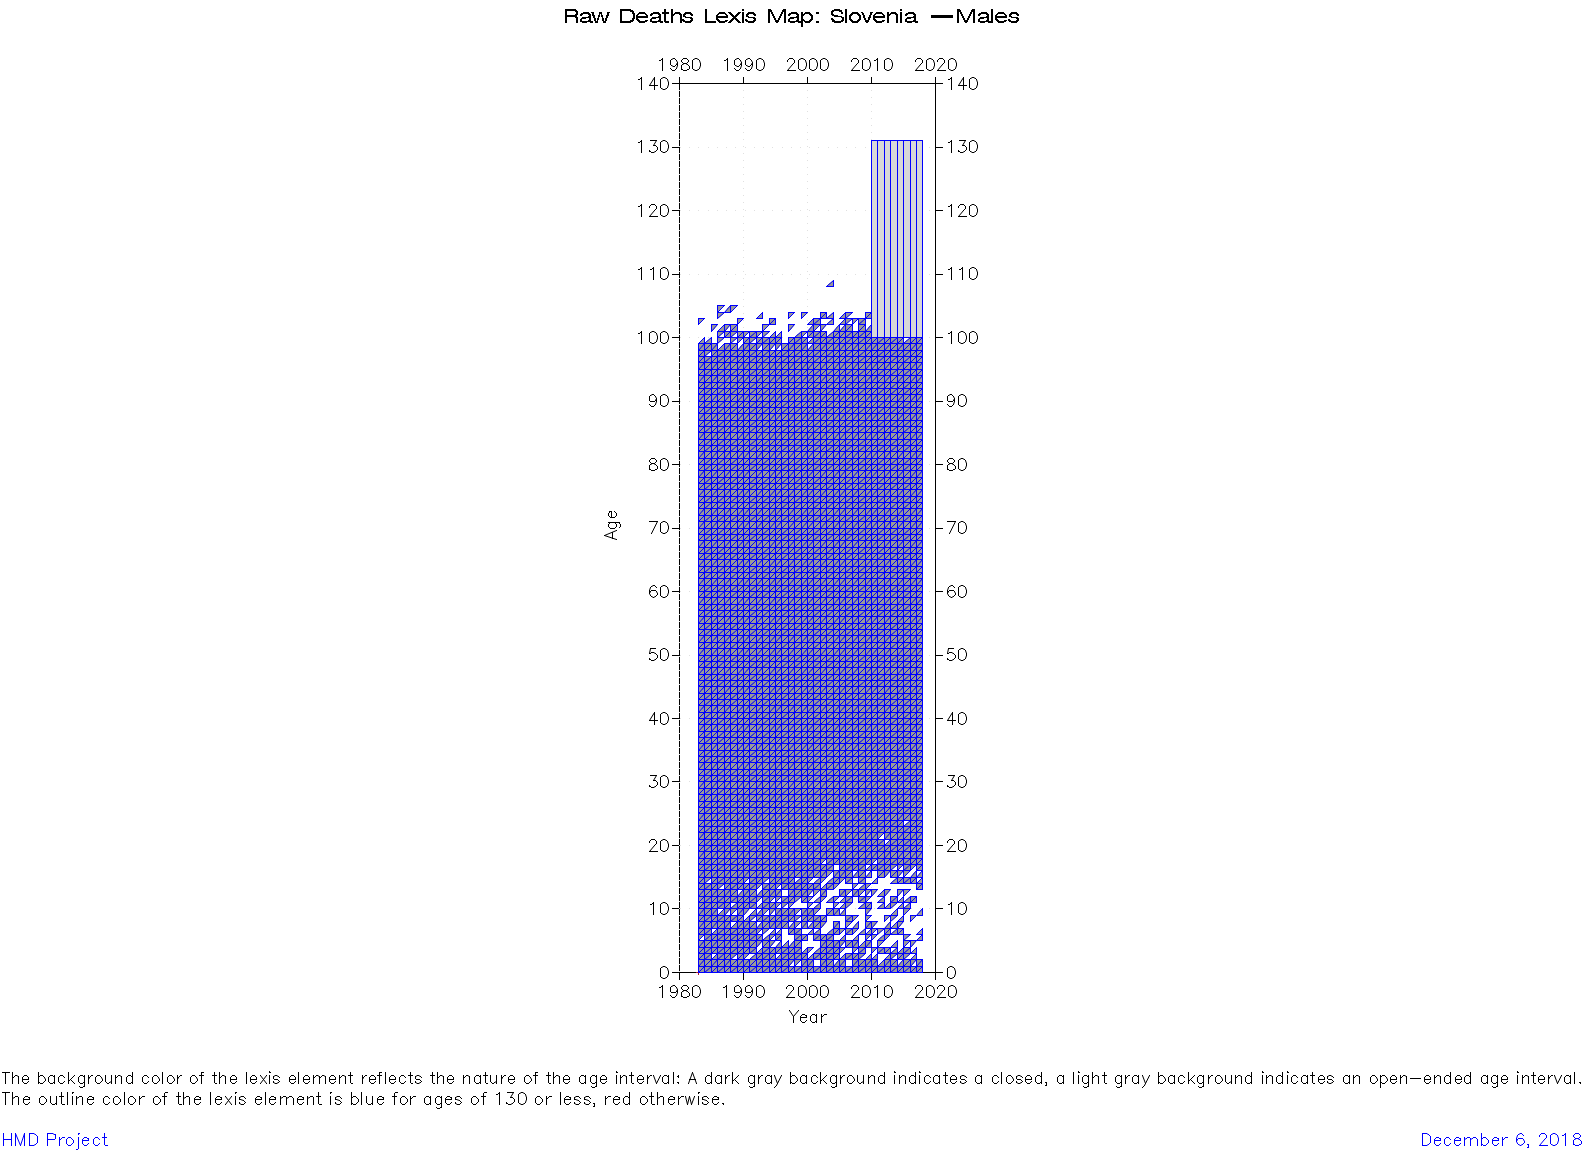 Raw Deaths Lexis Map: Slovenia —Males
1980 1990 2000 2010 2020
140 140
130 130
120 120
110 110
100 100
90 90
80 80
70 70
60 60
50 50
40 40
30 30
20 20
10 10
0 0
Age
1980 1990 2000 2010 2020
Year
The background color of the lexis element reflects the nature of the age interval: A dark gray background indicates a closed, a light gray background indicates an open—ended age interval.
The outline color of the lexis element is blue for ages of 130 or less, red otherwise.
HMD Project December 6, 2018